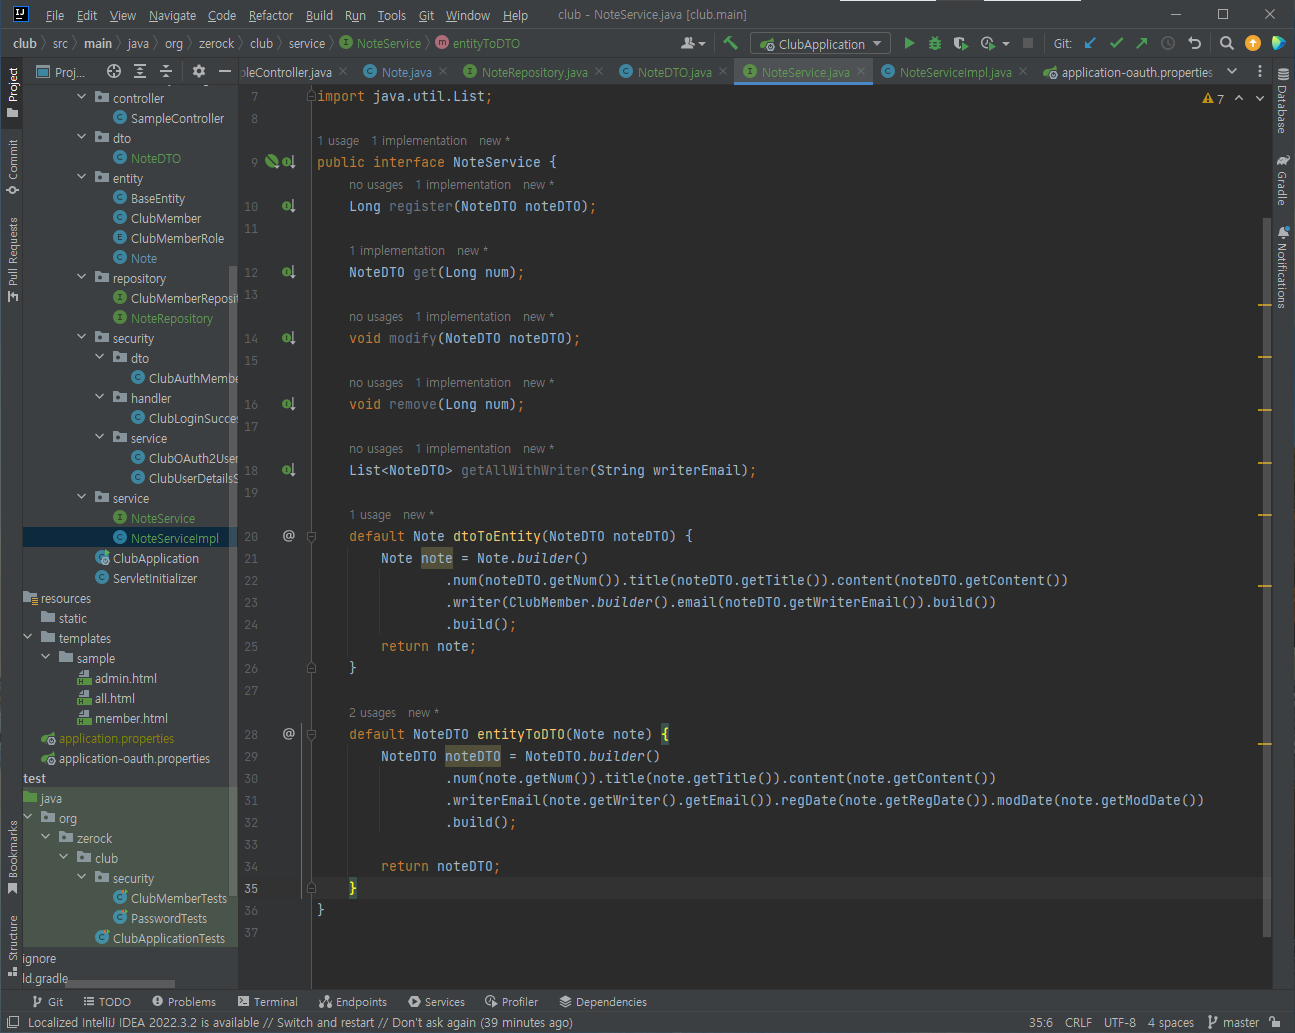 File Edit View Navigate Code Refactor Build Run Tools Git Window Help club - NoteService.java [club.main]
club src main java org zerock club service NoteService entityToDTO ClubApplication Git:
Proj... pleController.java Note.java NoteRepository.java NoteDTO.java NoteService.java NoteServiceImpl.java application-oauth.properties
Project
Commit
Pull Requests
Bookmarks
Structure
controller
SampleController
dto
NoteDTO
entity
BaseEntity
ClubMember
ClubMemberRole
Note
repository
ClubMemberReposit
NoteRepository
security
dto
ClubAuthMembe
handler
ClubLoginSucces
service
ClubOAuth2User
ClubUserDetailsS
service
NoteService
NoteServiceImpl
ClubApplication
ServletInitializer
resources
static
templates
sample
admin.html
all.html
member.html
application.properties
application-oauth.properties
test
java
org
zerock
club
security
ClubMemberTests
PasswordTests
ClubApplicationTests
ignore
ld.gradle
7 import java.util.List;
7
8
1 usage 1 implementation new *
9 public interface NoteService {
no usages 1 implementation new *
10 Long register(NoteDTO noteDTO);
11
1 implementation new *
12 NoteDTO get(Long num);
13
no usages 1 implementation new *
14 void modify(NoteDTO noteDTO);
15
no usages 1 implementation new *
16 void remove(Long num);
17
no usages 1 implementation new *
18 List<NoteDTO> getAllWithWriter(String writerEmail);
19
1 usage new *
20 @ default Note dtoToEntity(NoteDTO noteDTO) {
21 Note note = Note.builder()
22 .num(noteDTO.getNum()).title(noteDTO.getTitle()).content(noteDTO.getContent())
23 .writer(ClubMember.builder().email(noteDTO.getWriterEmail()).build())
24 .build();
25 return note;
26 }
27
2 usages new *
28 @ default NoteDTO entityToDTO(Note note) {
29 NoteDTO noteDTO = NoteDTO.builder()
30 .num(note.getNum()).title(note.getTitle()).content(note.getContent())
31 .writerEmail(note.getWriter().getEmail()).regDate(note.getRegDate()).modDate(note.getModDate())
32 .build();
33
34 return noteDTO;
35 }
36 }
37
Database
Gradle
Notifications
Git TODO Problems Terminal Endpoints Services Profiler Dependencies
Localized IntelliJ IDEA 2022.3.2 is available // Switch and restart // Don't ask again (39 minutes ago) 35:6 CRLF UTF-8 4 spaces master